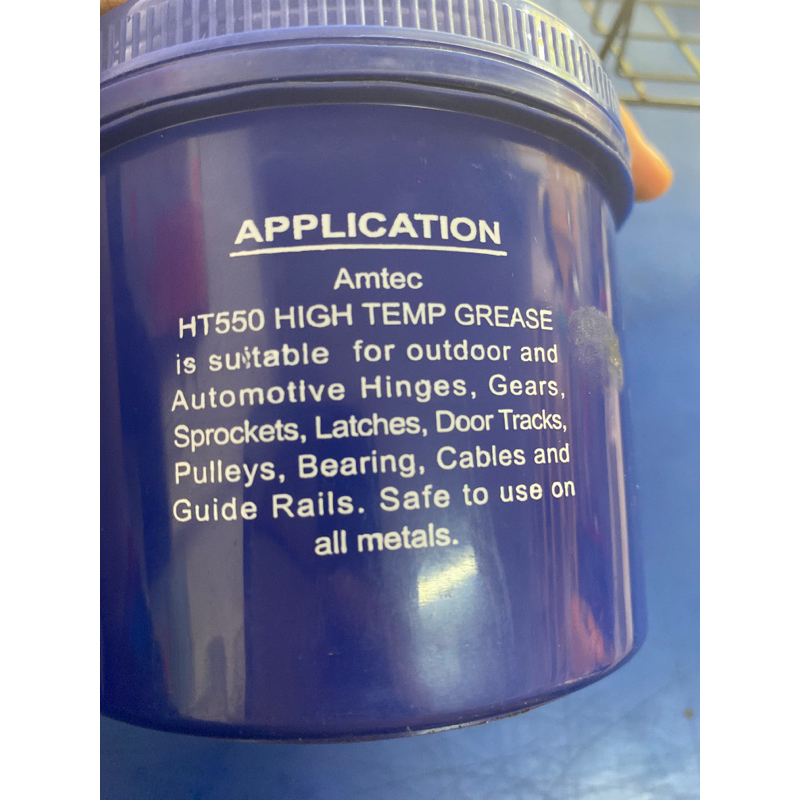 APPLICATION
Amtec
HT550 HIGH TEMP GREASE
is suitable for outdoor and
Automotive Hinges, Gears,
Sprockets, Latches, Door Tracks,
Pulleys, Bearing, Cables and
Guide Rails. Safe to use on
all metals.